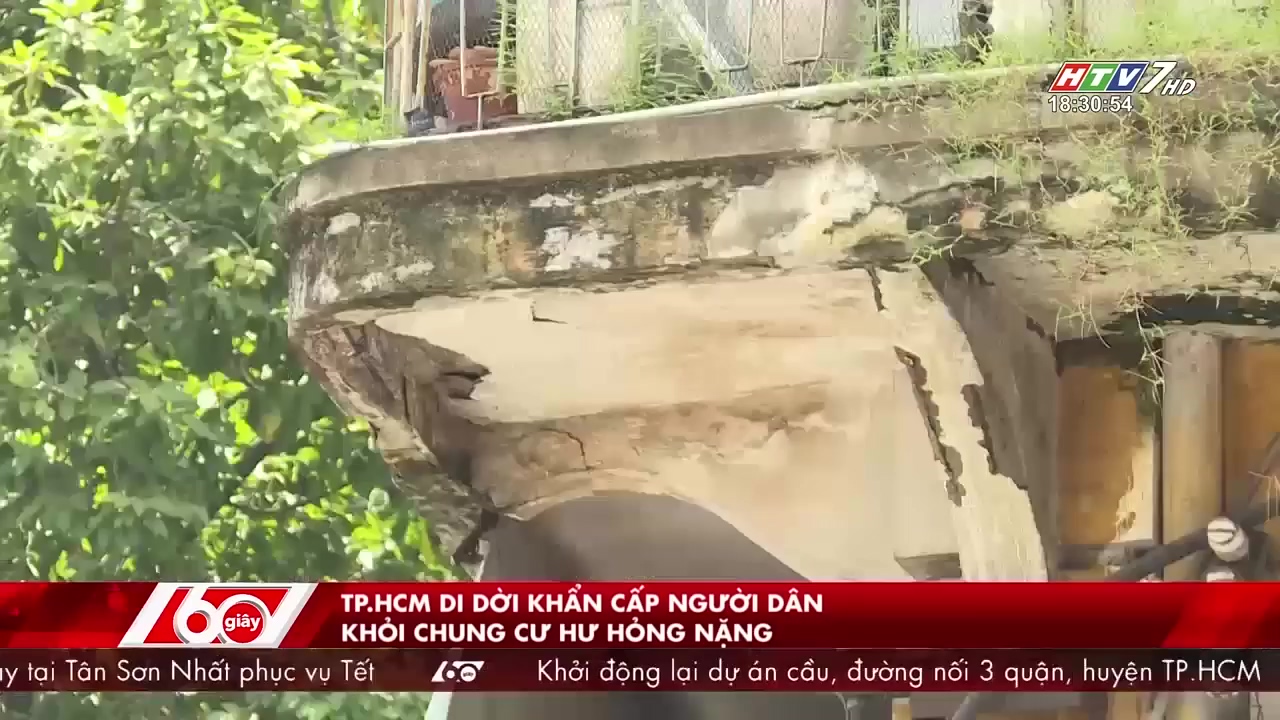 HTV7 HD
18:30:54
60 giây
TP.HCM DI DỜI KHẨN CẤP NGƯỜI DÂN
KHỎI CHUNG CƯ HƯ HỎNG NẶNG
tại Tân Sơn Nhất phục vụ Tết 60 Khởi động lại dự án cầu, đường nối 3 quận, huyện TP.HCM